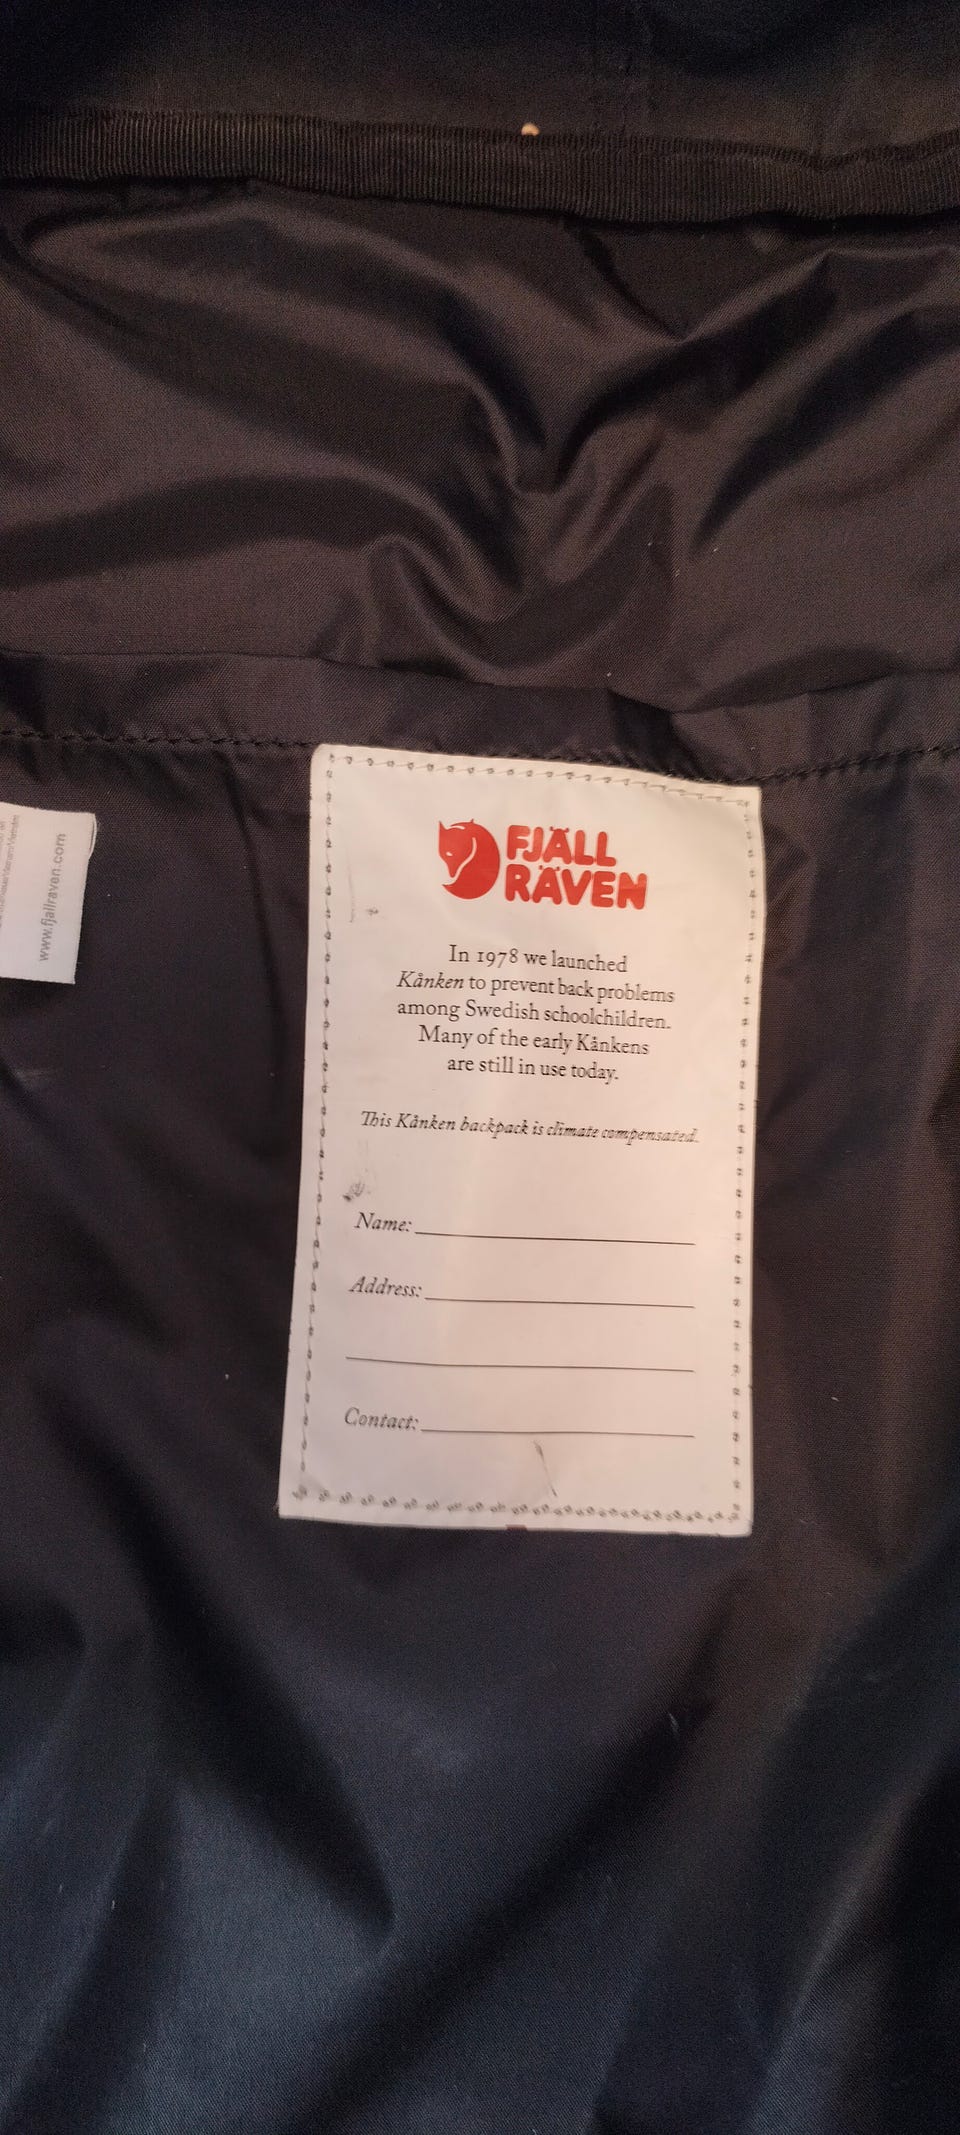 FJÄLL
RÄVEN
In 1978 we launched
Kånken to prevent back problems
among Swedish schoolchildren.
Many of the early Kånkens
are still in use today.
This Kånken backpack is climate compensated.
Name:
Address:
Contact:
www.fjallraven.com